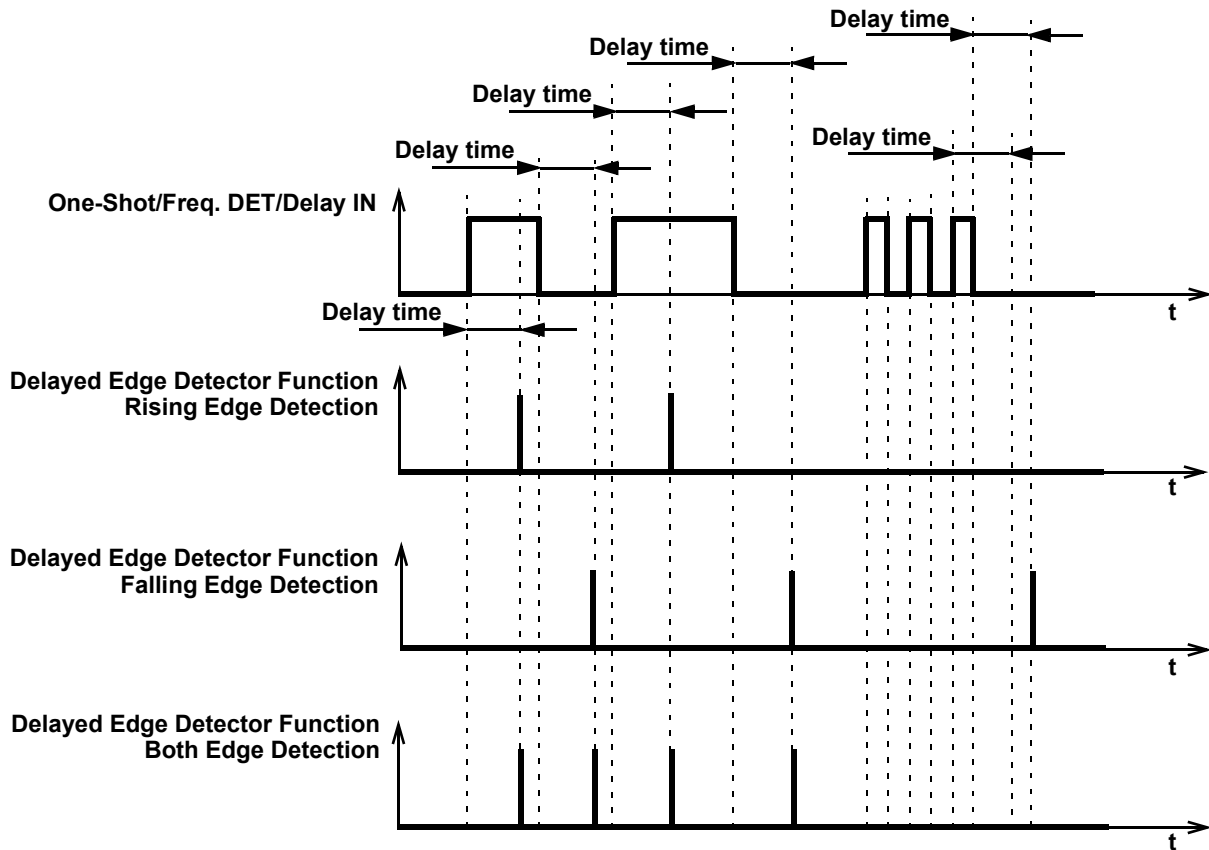 Delay time
Delay time
Delay time
Delay time
Delay time
Delay time
One-Shot/Freq. DET/Delay IN
t
Delay time
Delayed Edge Detector Function
Rising Edge Detection
t
Delayed Edge Detector Function
Falling Edge Detection
t
Delayed Edge Detector Function
Both Edge Detection
t